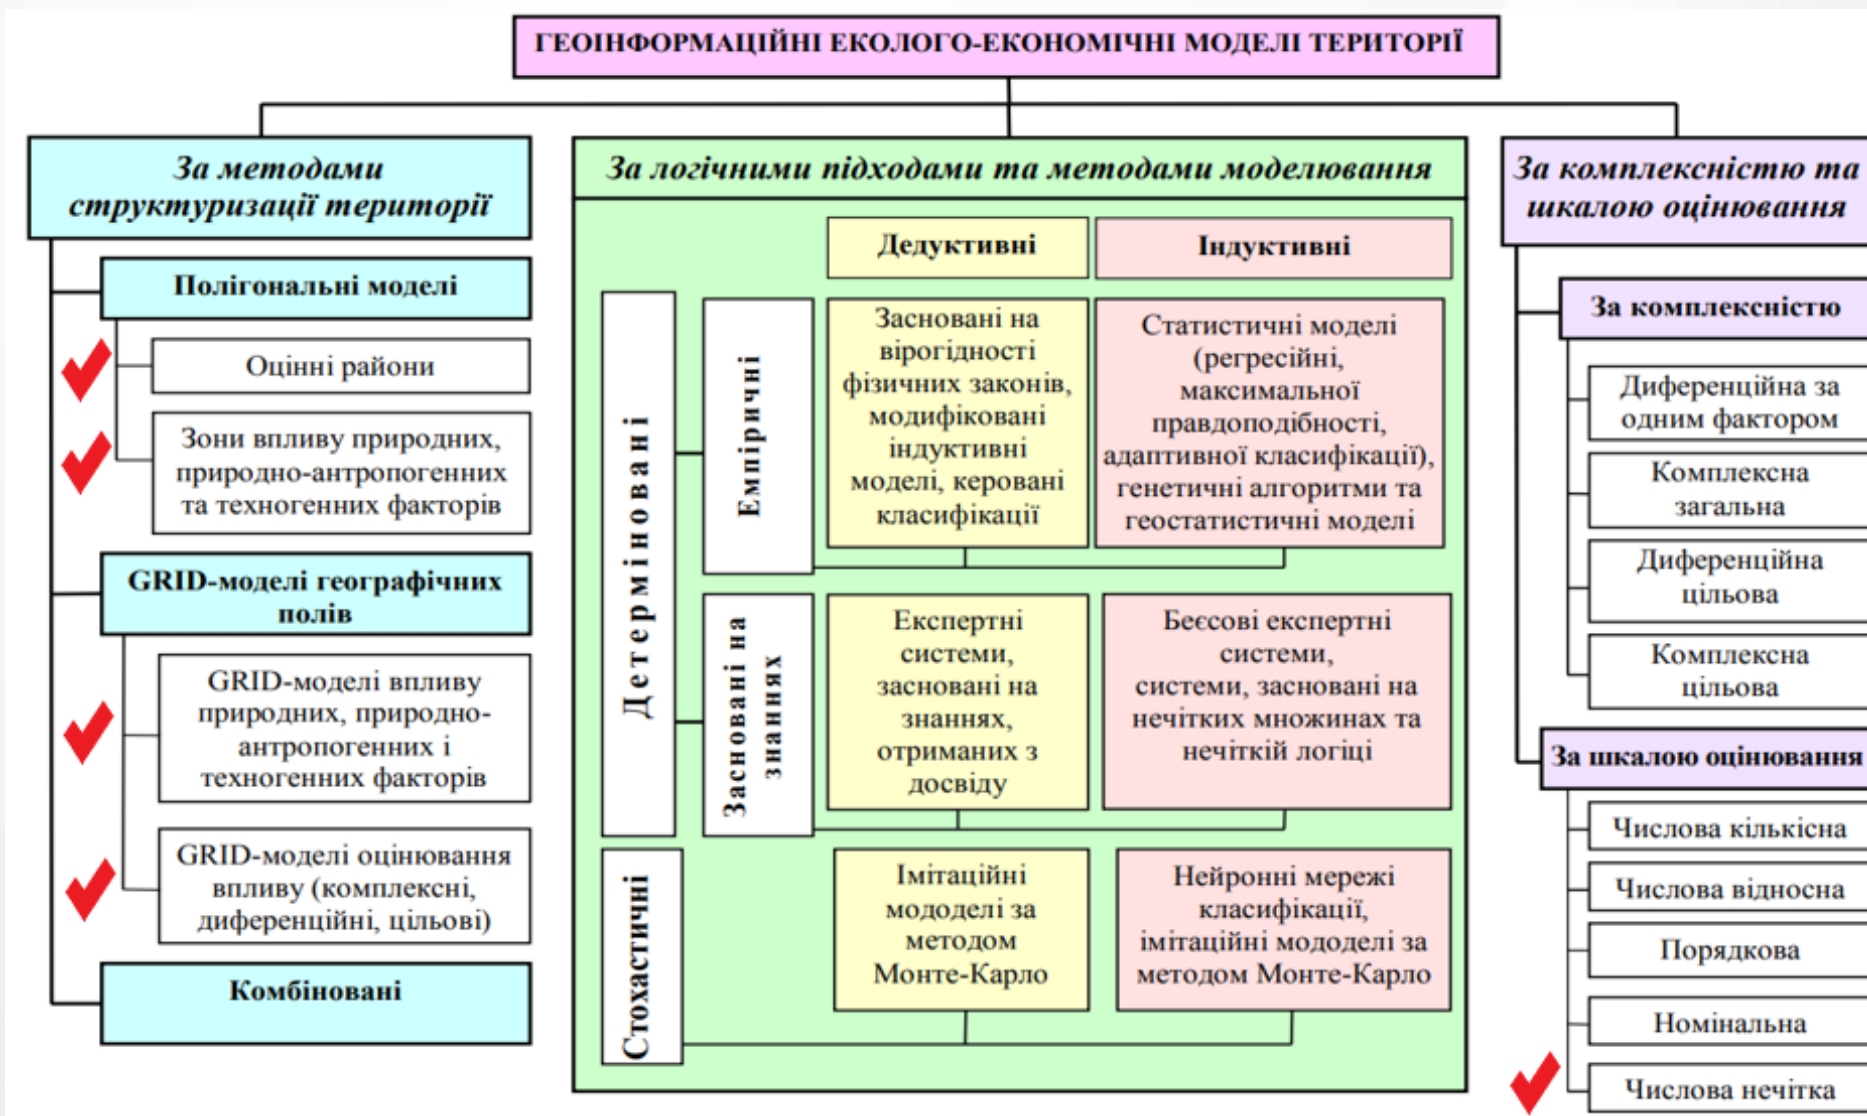 ГЕОІНФОРМАЦІЙНІ ЕКОЛОГО-ЕКОНОМІЧНІ МОДЕЛІ ТЕРИТОРІЇ
За методами
структуризації території
Полігональні моделі
Оцінні райони
Зони впливу природних,
природно-антропогенних
та техногенних факторів
GRID-моделі географічних
полів
GRID-моделі впливу
природних, природно-
антропогенних і
техногенних факторів
GRID-моделі оцінювання
впливу (комплексні,
диференційні, цільові)
Комбіновані
За логічними підходами та методами моделювання
Дедуктивні
Індуктивні
Детерміновані
Емпіричні
Засновані на
вірогідності
фізичних законів,
модифіковані
індуктивні
моделі, керовані
класифікації
Статистичні моделі
(регресійні,
максимальної
правдоподібності,
адаптивної класифікації),
генетичні алгоритми та
геостатистичні моделі
Засновані на
знаннях
Експертні
системи,
засновані на
знаннях,
отриманих з
досвіду
Беєсові експертні
системи,
системи, засновані на
нечітких множинах та
нечіткій логіці
Стохастичні
Імітаційні
мододелі за
методом
Монте-Карло
Нейронні мережі
класифікації,
імітаційні мододелі за
методом Монте-Карло
За комплексністю та
шкалою оцінювання
За комплексністю
Диференційна за
одним фактором
Комплексна
загальна
Диференційна
цільова
Комплексна
цільова
За шкалою оцінювання
Числова кількісна
Числова відносна
Порядкова
Номінальна
Числова нечітка